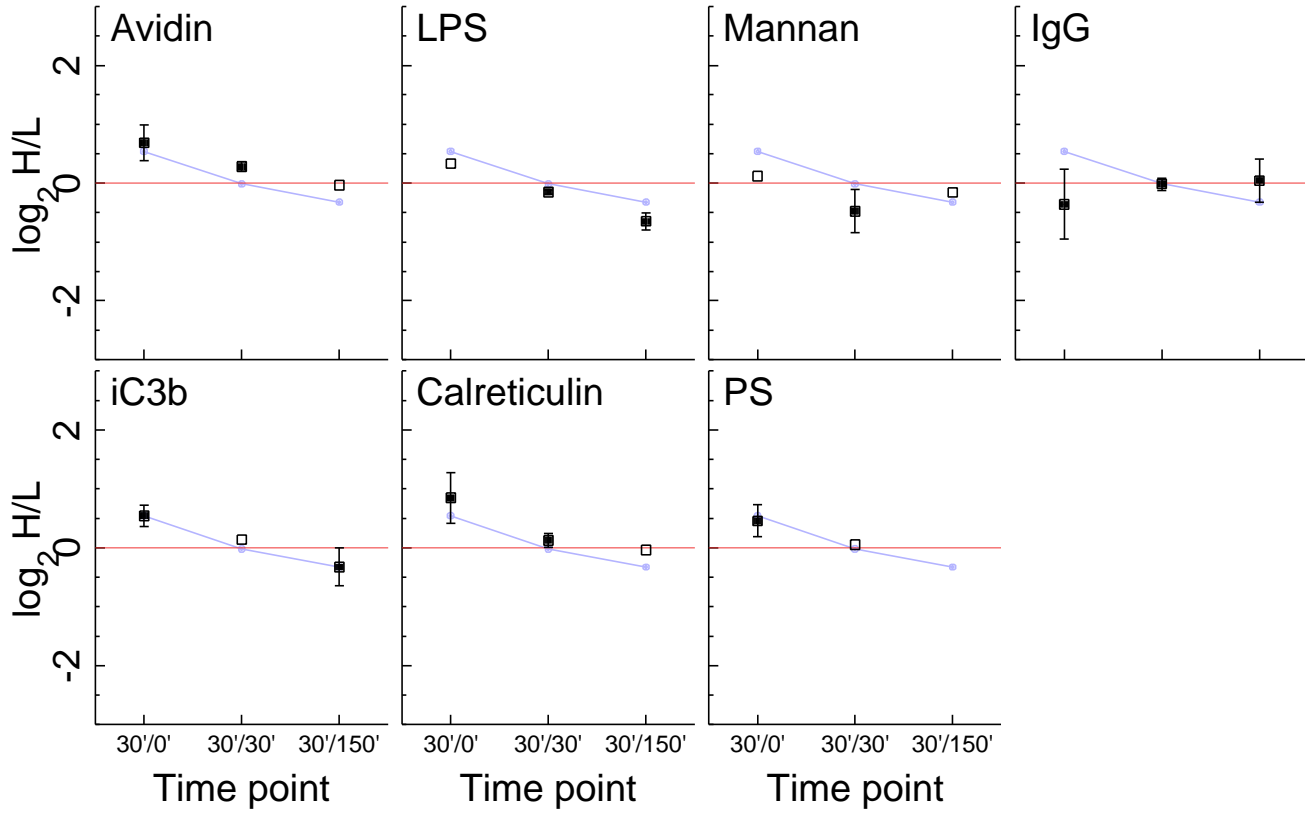 Avidin LPS Mannan IgG
2
0
-2
log2 H/L
iC3b Calreticulin PS
2
0
-2
log2 H/L
30'/0' 30'/30' 30'/150' 30'/0' 30'/30' 30'/150' 30'/0' 30'/30' 30'/150'
Time point Time point Time point